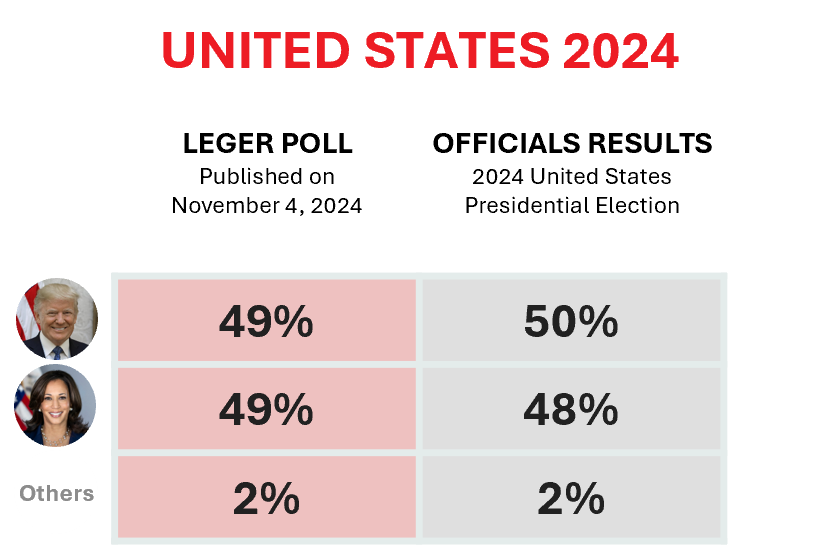 UNITED STATES 2024
LEGER POLL
Published on
November 4, 2024
OFFICIALS RESULTS
2024 United States
Presidential Election
49% 50%
49% 48%
Others 2% 2%